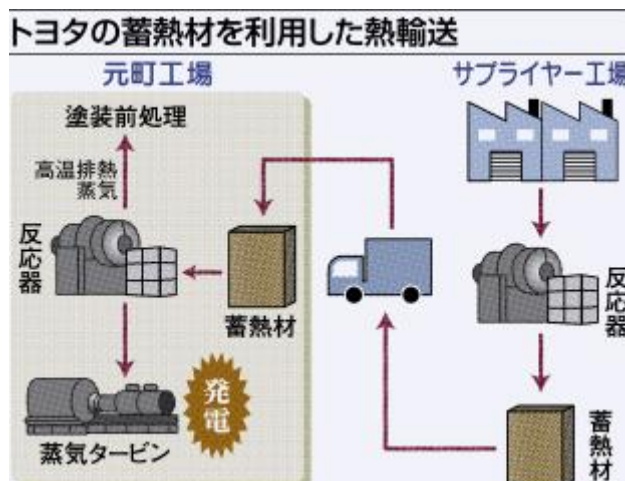 トヨタの蓄熱材を利用した熱輸送
元町工場
サプライヤー工場
塗装前処理
高温排熱
蒸気
反応器
蓄熱材
発電
蒸気タービン
反応器
蓄熱材